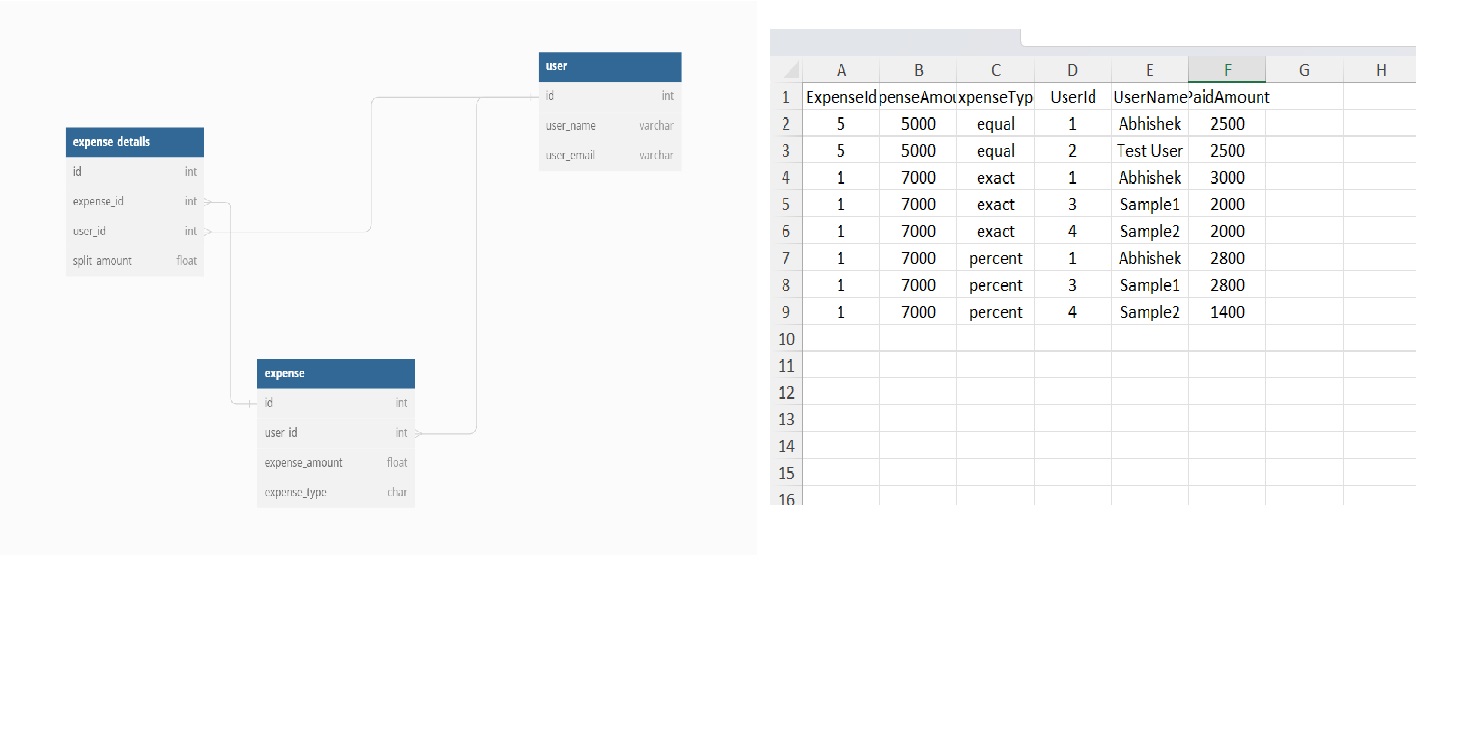 user
id int
user_name varchar
user_email varchar
expense details
id int
expense_id int
user_id int
split amount float
expense
id int
user id int
expense_amount float
expense_type char
A B C D E F G H
1 ExpenseId penseAmou xpenseTyp UserId UserName PaidAmount
2 5 5000 equal 1 Abhishek 2500
3 5 5000 equal 2 Test User 2500
4 1 7000 exact 1 Abhishek 3000
5 1 7000 exact 3 Sample1 2000
6 1 7000 exact 4 Sample2 2000
7 1 7000 percent 1 Abhishek 2800
8 1 7000 percent 3 Sample1 2800
9 1 7000 percent 4 Sample2 1400
10
11
12
13
14
15
16